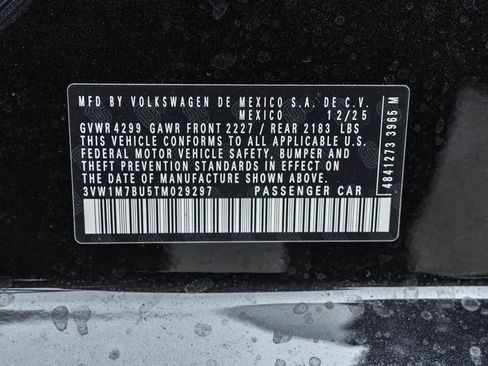 MFD BY VOLKSWAGEN DE MEXICO S.A. DE C.V.
MEXICO 12/25
GVWR 4299 GAWR FRONT 2227 / REAR 2183 LBS
THIS VEHICLE CONFORMS TO ALL APPLICABLE U.S.
FEDERAL MOTOR VEHICLE SAFETY, BUMPER AND
THEFT PREVENTION STANDARDS IN EFFECT ON
THE DATE OF MANUFACTURE SHOWN ABOVE.
3VW1M7BU5TM029297 PASSENGER CAR
4841273 3965 M